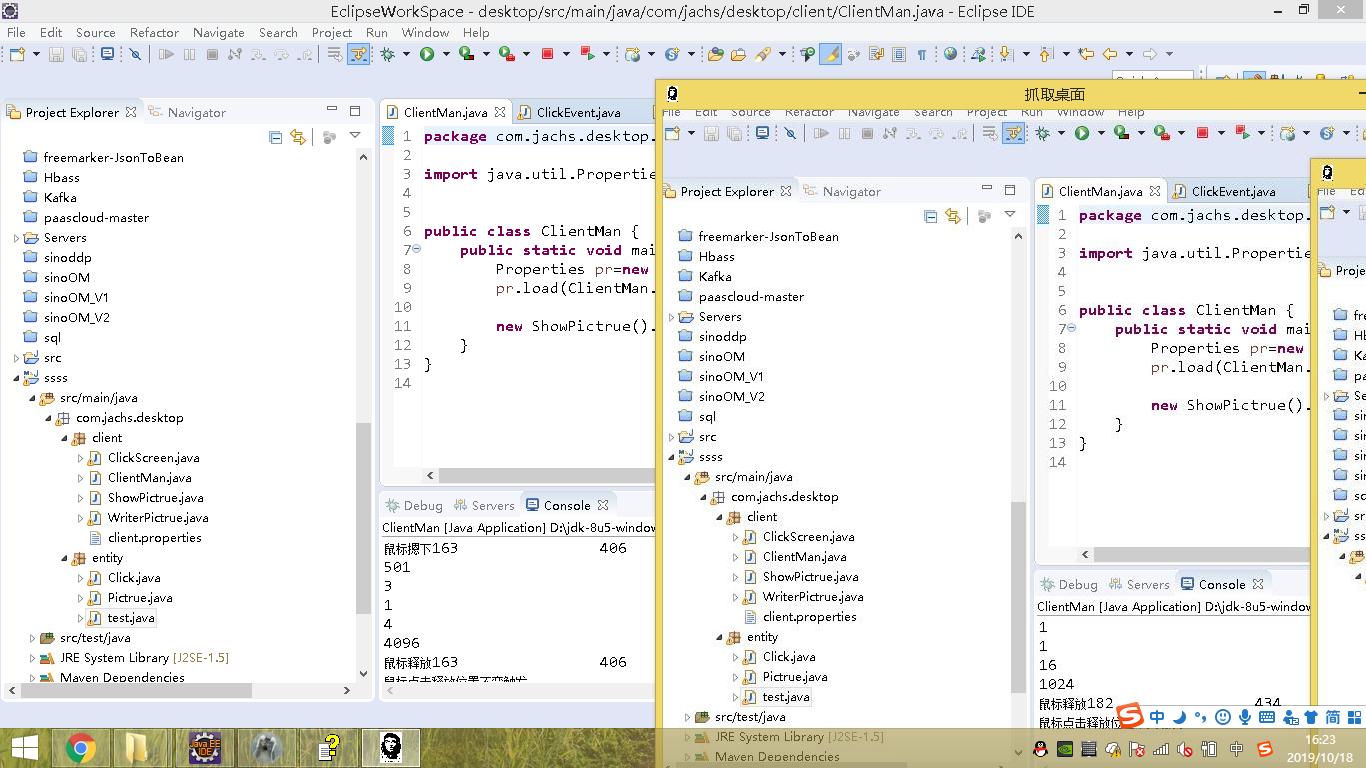 EclipseWorkSpace - desktop/src/main/java/com/jachs/desktop/client/ClientMan.java - Eclipse IDE
File Edit Source Refactor Navigate Search Project Run Window Help
Project Explorer
Navigator
freemarker-JsonToBean
Hbass
Kafka
paascloud-master
Servers
sinoddp
sinoOM
sinoOM_V1
sinoOM_V2
sql
src
ssss
src/main/java
com.jachs.desktop
client
ClickScreen.java
ClientMan.java
ShowPictrue.java
WriterPictrue.java
client.properties
entity
Click.java
Pictrue.java
test.java
src/test/java
JRE System Library [J2SE-1.5]
Maven Dependencies
ClientMan.java
ClickEvent.java
1 package com.jachs.desktop.
2
3 import java.util.Propertie
4
5
6 public class ClientMan {
7 public static void mai
8 Properties pr=new
9 pr.load(ClientMan.
10
11 new ShowPictrue().
12 }
13 }
14
Debug Servers Console
ClientMan [Java Application] D:\jdk-8u5-window
鼠标摁下163 406
501
3
1
4
4096
鼠标释放163 406
鼠标点击释放位置不变触发
抓取桌面
File Edit Source Refactor Navigate Search Project Run Window Help
Project Explorer
Navigator
freemarker-JsonToBean
Hbass
Kafka
paascloud-master
Servers
sinoddp
sinoOM
sinoOM_V1
sinoOM_V2
sql
src
ssss
src/main/java
com.jachs.desktop
client
ClickScreen.java
ClientMan.java
ShowPictrue.java
WriterPictrue.java
client.properties
entity
Click.java
Pictrue.java
test.java
src/test/java
JRE System Library [J2SE-1.5]
Maven Dependencies
ClientMan.java
ClickEvent.java
1 package com.jachs.desktop.
2
3 import java.util.Propertie
4
5
6 public class ClientMan {
7 public static void mai
8 Properties pr=new
9 pr.load(ClientMan.
10
11 new ShowPictrue().
12 }
13 }
14
Debug Servers Console
ClientMan [Java Application] D:\jdk-8u5-window
1
1
16
1024
鼠标释放182 434
鼠标点击释放位
File Ed
Proje
fre
Hb
Ka
pa
Se
sin
sin
sin
sin
sc
sr
ss
中 简
中
16:23
2019/10/18